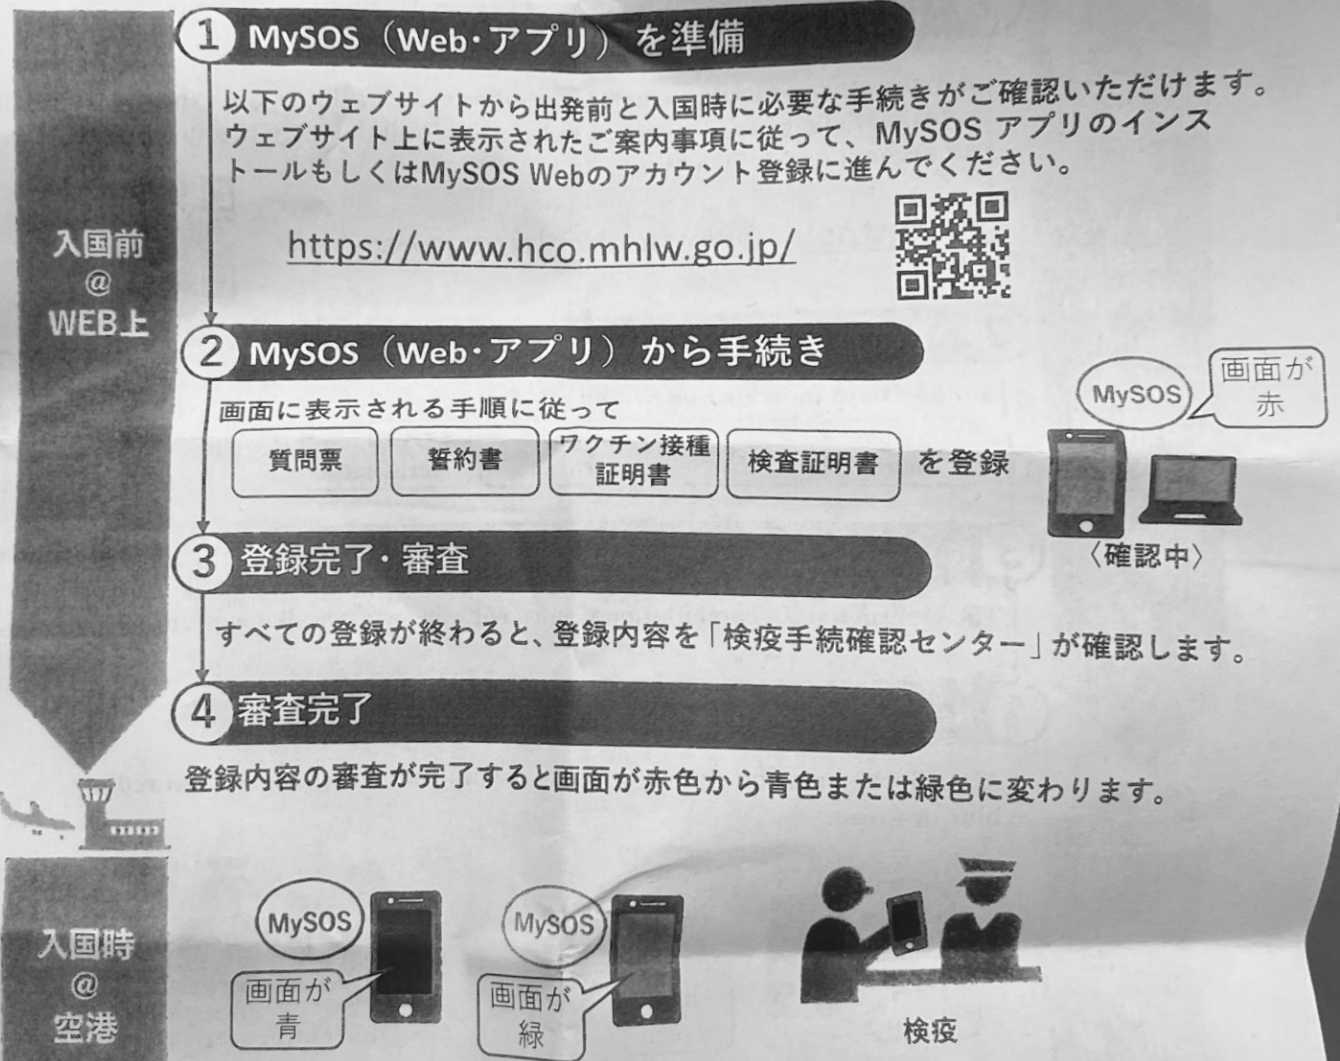 ① MySOS（Web・アプリ）を準備
以下のウェブサイトから出発前と入国時に必要な手続きがご確認いただけます。
ウェブサイト上に表示されたご案内事項に従って、MySOS アプリのインス
トールもしくはMySOS Webのアカウント登録に進んでください。
https://www.hco.mhlw.go.jp/
入国前
@
WEB上
② MySOS（Web・アプリ）から手続き
画面に表示される手順に従って
質問票
誓約書
ワクチン接種
証明書
検査証明書
を登録
MySOS
画面が
赤
〈確認中〉
③ 登録完了・審査
すべての登録が終わると、登録内容を「検疫手続確認センター」が確認します。
④ 審査完了
登録内容の審査が完了すると画面が赤色から青色または緑色に変わります。
入国時
@
空港
MySOS
画面が
青
MySOS
画面が
緑
検疫